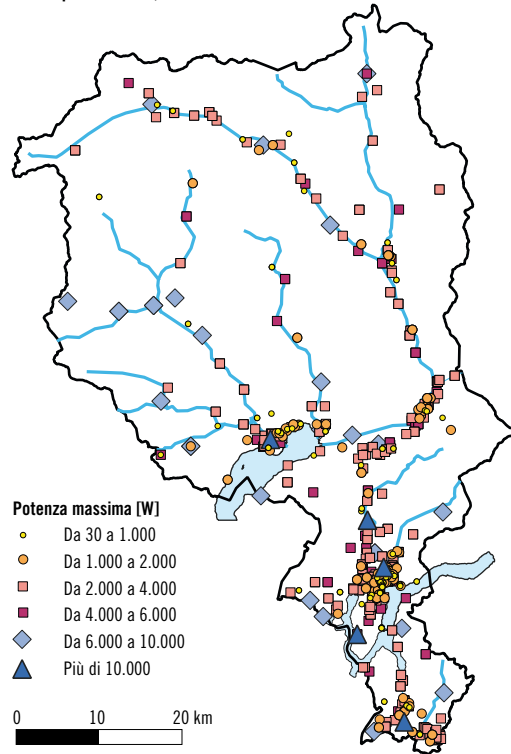 Potenza massima [W]
Da 30 a 1.000
Da 1.000 a 2.000
Da 2.000 a 4.000
Da 4.000 a 6.000
Da 6.000 a 10.000
Più di 10.000
0 10 20 km